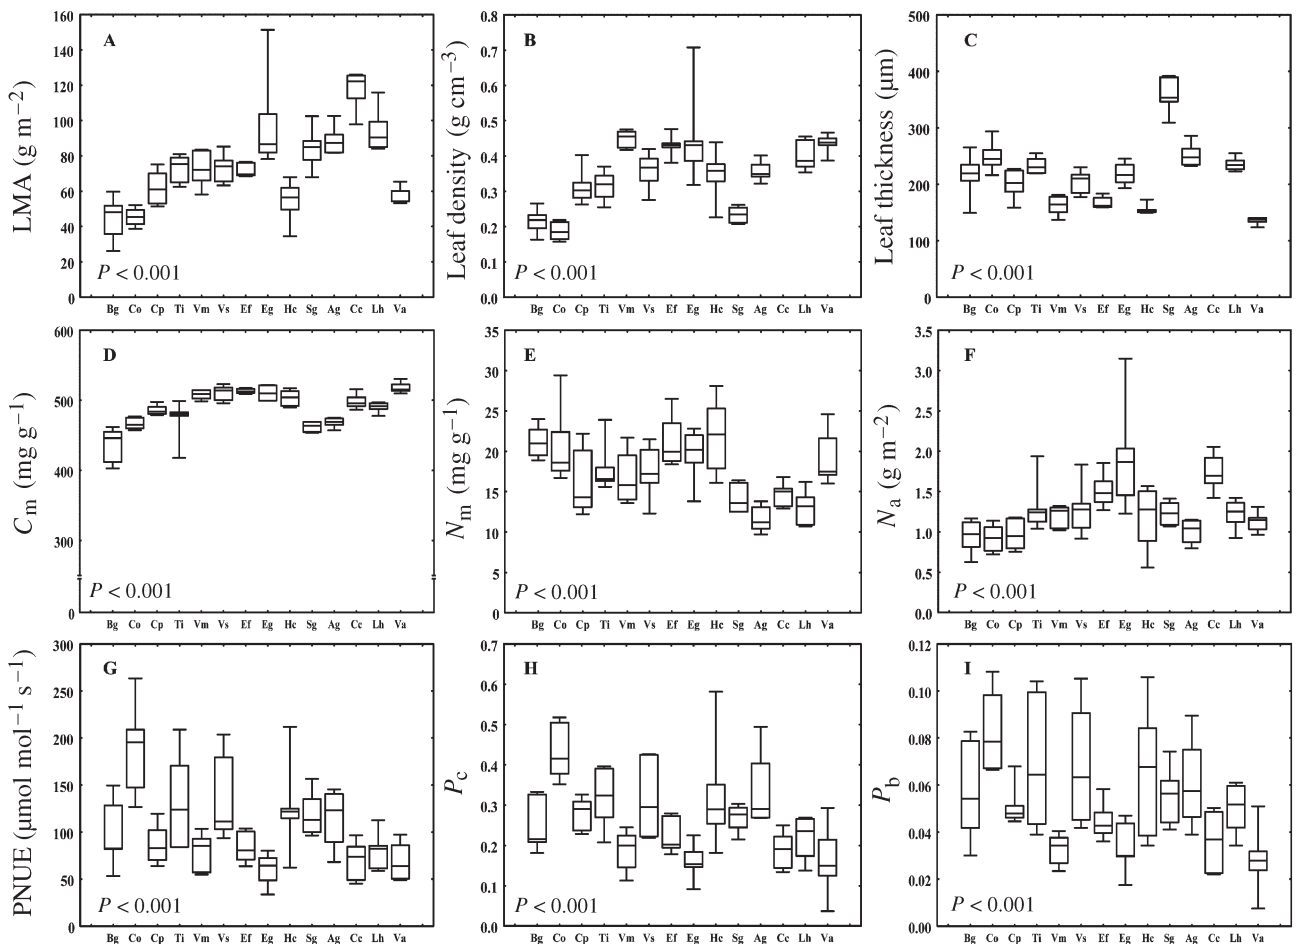 A
LMA (g m−2)
160
140
120
100
80
60
40
20
0
P < 0.001
Bg Co Cp Ti Vm Vs Ef Eg Hc Sg Ag Cc Lh Va
B
Leaf density (g cm−3)
0.8
0.7
0.6
0.5
0.4
0.3
0.2
0.1
0.0
P < 0.001
Bg Co Cp Ti Vm Vs Ef Eg Hc Sg Ag Cc Lh Va
C
Leaf thickness (μm)
500
400
300
200
100
0
P < 0.001
Bg Co Cp Ti Vm Vs Ef Eg Hc Sg Ag Cc Lh Va
D
Cm (mg g−1)
600
500
400
300
0
P < 0.001
Bg Co Cp Ti Vm Vs Ef Eg Hc Sg Ag Cc Lh Va
E
Nm (mg g−1)
35
30
25
20
15
10
5
0
P < 0.001
Bg Co Cp Ti Vm Vs Ef Eg Hc Sg Ag Cc Lh Va
F
Na (g m−2)
3.5
3.0
2.5
2.0
1.5
1.0
0.5
0.0
P < 0.001
Bg Co Cp Ti Vm Vs Ef Eg Hc Sg Ag Cc Lh Va
G
PNUE (μmol mol−1 s−1)
300
250
200
150
100
50
0
P < 0.001
Bg Co Cp Ti Vm Vs Ef Eg Hc Sg Ag Cc Lh Va
H
Pc
0.7
0.6
0.5
0.4
0.3
0.2
0.1
0.0
P < 0.001
Bg Co Cp Ti Vm Vs Ef Eg Hc Sg Ag Cc Lh Va
I
Pb
0.12
0.10
0.08
0.06
0.04
0.02
0.00
P < 0.001
Bg Co Cp Ti Vm Vs Ef Eg Hc Sg Ag Cc Lh Va